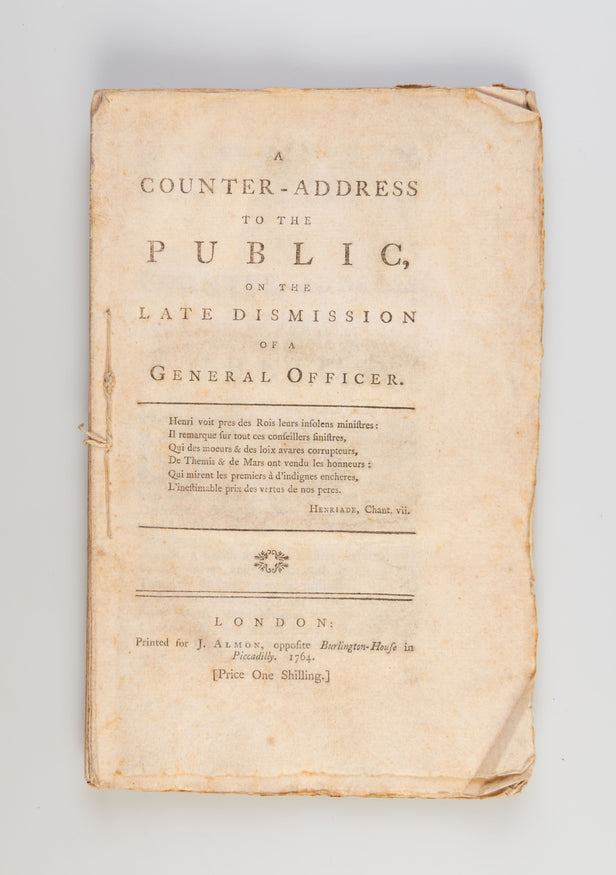 A
COUNTER-ADDRESS
TO THE
PUBLIC,
ON THE
LATE DISMISSION
OF A
GENERAL OFFICER.
Henri voit pres des Rois leurs inſolens miniſtres:
Il remarque ſur tout ces conſeillers ſiniſtres,
Qui des moeurs & des loix avares corrupteurs,
De Themis & de Mars ont vendu les honneurs:
Qui mirent les premiers à d'indignes encheres,
L'ineſtimable prix des vertus de nos peres.
HENRIADE, Chant. vii.
LONDON:
Printed for J. ALMON, oppoſite Burlington-Houſe in
Piccadilly. 1764.
[Price One Shilling.]